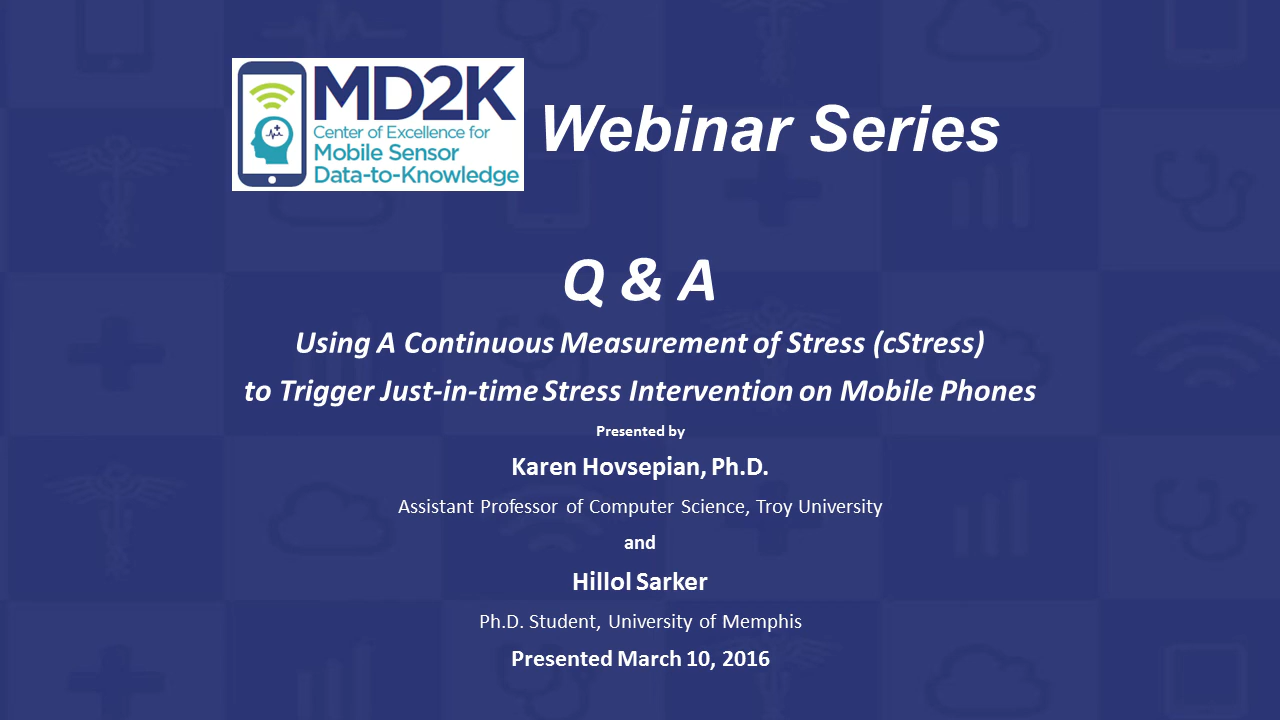 MD2K
Center of Excellence for
Mobile Sensor
Data-to-Knowledge
Webinar Series
Q & A
Using A Continuous Measurement of Stress (cStress)
to Trigger Just-in-time Stress Intervention on Mobile Phones
Presented by
Karen Hovsepian, Ph.D.
Assistant Professor of Computer Science, Troy University
and
Hillol Sarker
Ph.D. Student, University of Memphis
Presented March 10, 2016